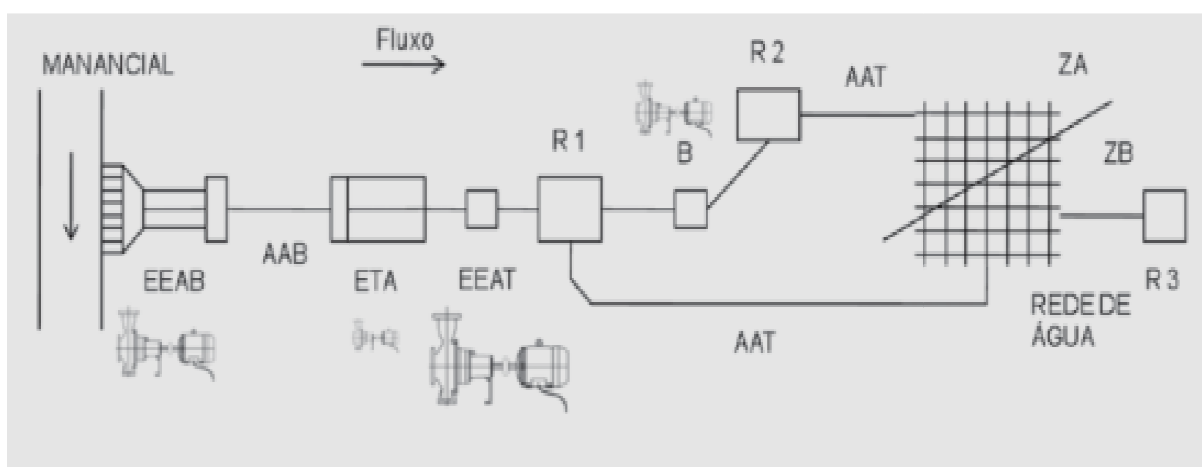 Fluxo
MANANCIAL
R 2
AAT
ZA
R 1
B
ZB
AAB
EEAB
ETA
EEAT
R 3
AAT
REDE DE
ÁGUA